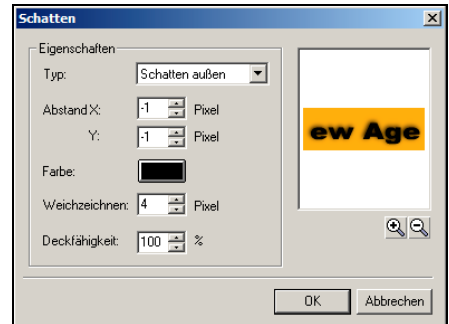 Schatten
Eigenschaften
Typ: Schatten außen
Abstand X: -1 Pixel
Y: -1 Pixel
Farbe:
Weichzeichnen: 4 Pixel
Deckfähigkeit: 100 %
ew Age
OK Abbrechen